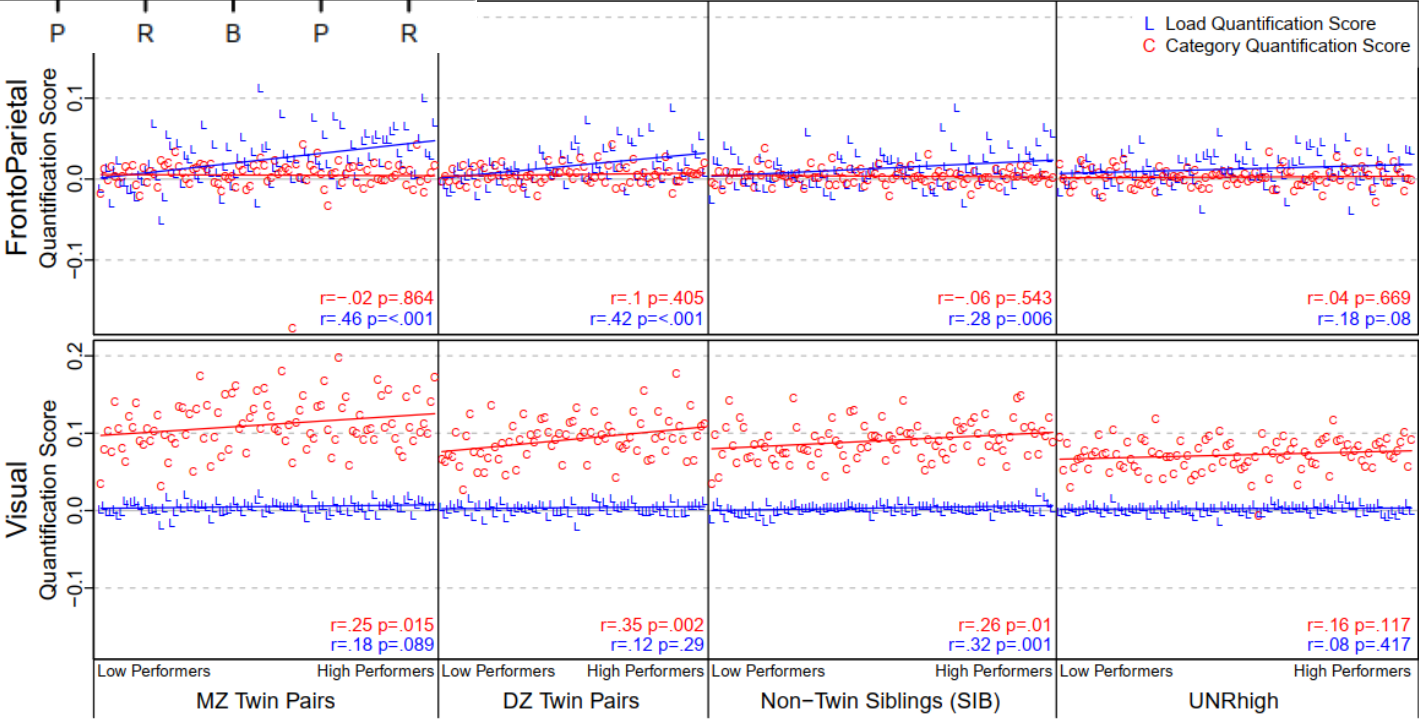 P R B P R
L Load Quantification Score
C Category Quantification Score
FrontoParietal
Quantification Score
0.1
0.0
−0.1
r=−.02 p=.864
r=.46 p=<.001
r=.1 p=.405
r=.42 p=<.001
r=−.06 p=.543
r=.28 p=.006
r=.04 p=.669
r=.18 p=.08
Visual
Quantification Score
0.2
0.1
0.0
−0.1
r=.25 p=.015
r=.18 p=.089
r=.35 p=.002
r=.12 p=.29
r=.26 p=.01
r=.32 p=.001
r=.16 p=.117
r=.08 p=.417
Low Performers High Performers
Low Performers High Performers
Low Performers High Performers
Low Performers High Performers
MZ Twin Pairs
DZ Twin Pairs
Non−Twin Siblings (SIB)
UNRhigh